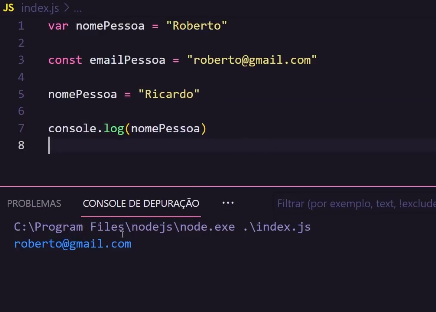 JS index.js > ...
1 var nomePessoa = "Roberto"
2
3 const emailPessoa = "roberto@gmail.com"
4
5 nomePessoa = "Ricardo"
6
7 console.log(nomePessoa)
8
PROBLEMAS CONSOLE DE DEPURAÇÃO ... Filtrar (por exemplo, text, !exclude
C:\Program Files\nodejs\node.exe .\index.js
roberto@gmail.com